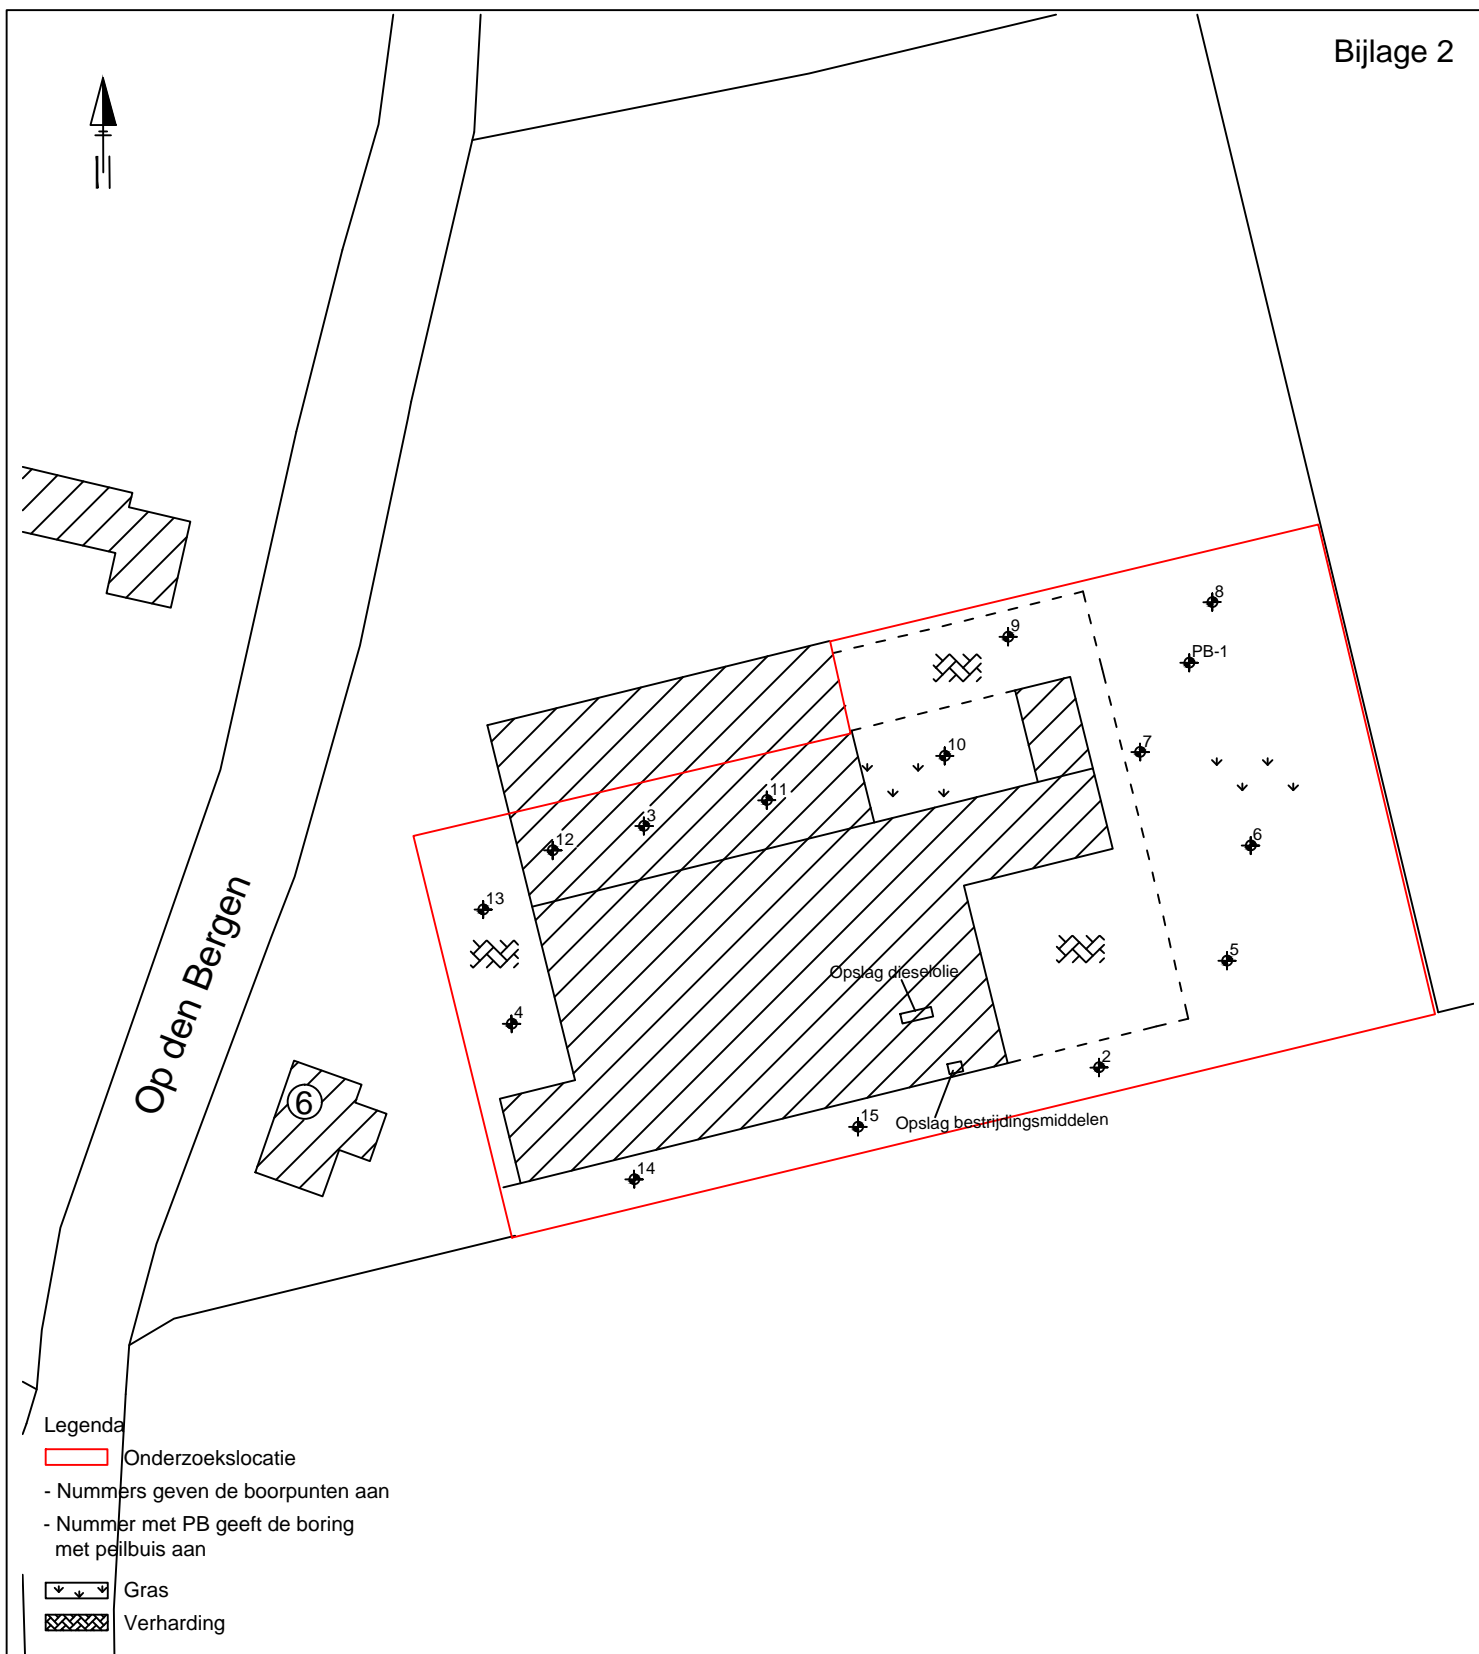 Bijlage 2
8
9
PB-1
7
10
11
3
12
6
13
5
Opslag dieselolie
4
2
6
Op den Bergen
15
Opslag bestrijdingsmiddelen
14
Legenda
Onderzoekslocatie
- Nummers geven de boorpunten aan
- Nummer met PB geeft de boring
met peilbuis aan
Gras
Verharding